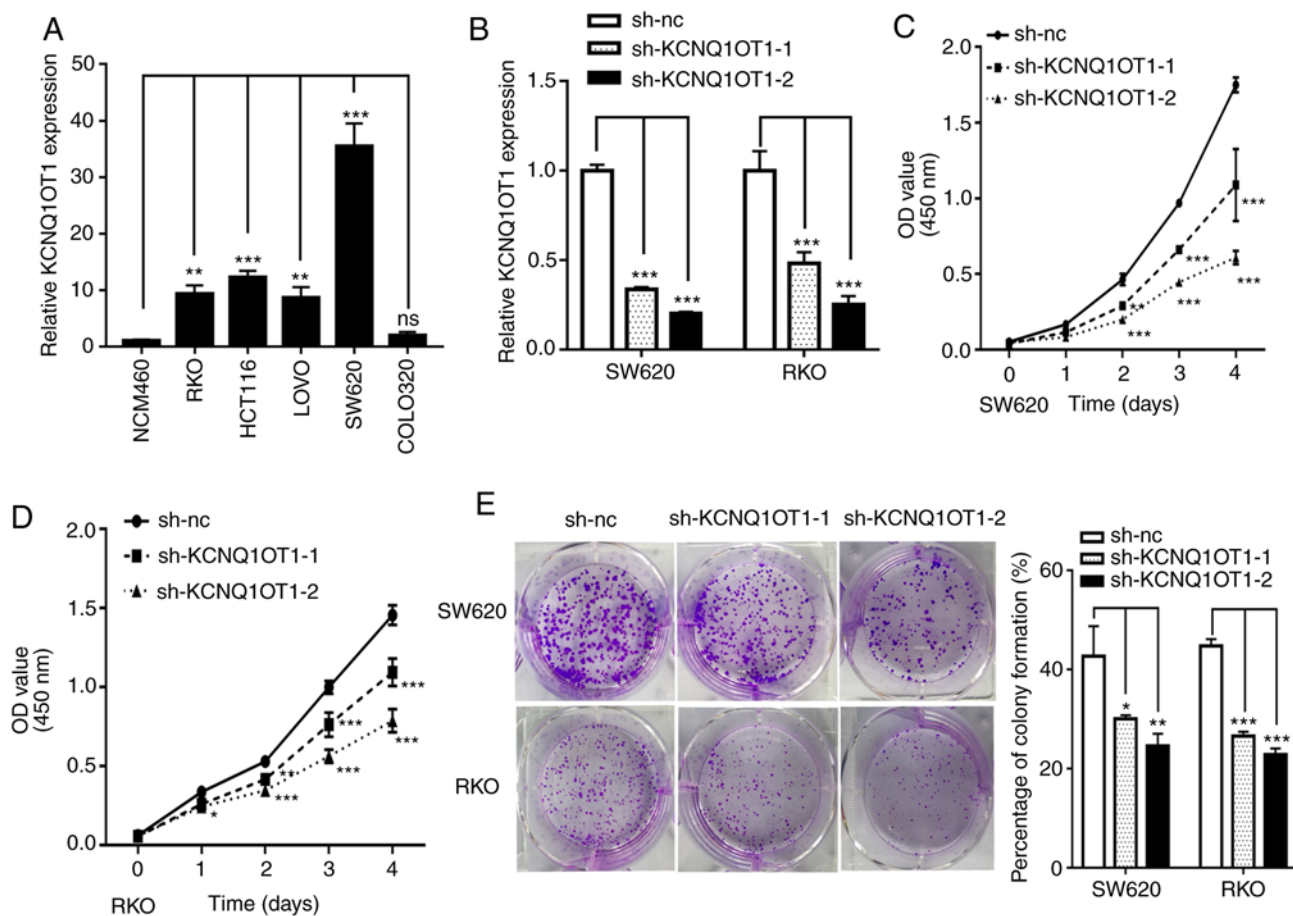 A
Relative KCNQ1OT1 expression
50
40
30
20
10
0
**
***
**
***
ns
NCM460
RKO
HCT116
LOVO
SW620
COLO320
B
sh-nc
sh-KCNQ1OT1-1
sh-KCNQ1OT1-2
Relative KCNQ1OT1 expression
1.5
1.0
0.5
0.0
***
***
***
***
SW620
RKO
C
sh-nc
sh-KCNQ1OT1-1
sh-KCNQ1OT1-2
OD value
(450 nm)
2.0
1.5
1.0
0.5
0.0
**
***
***
***
***
***
0 1 2 3 4
SW620 Time (days)
D
sh-nc
sh-KCNQ1OT1-1
sh-KCNQ1OT1-2
OD value
(450 nm)
2.0
1.5
1.0
0.5
0.0
*
**
***
***
***
***
***
0 1 2 3 4
RKO Time (days)
E
sh-nc sh-KCNQ1OT1-1 sh-KCNQ1OT1-2
SW620
RKO
sh-nc
sh-KCNQ1OT1-1
sh-KCNQ1OT1-2
Percentage of colony formation (%)
60
40
20
0
*
**
***
***
SW620
RKO